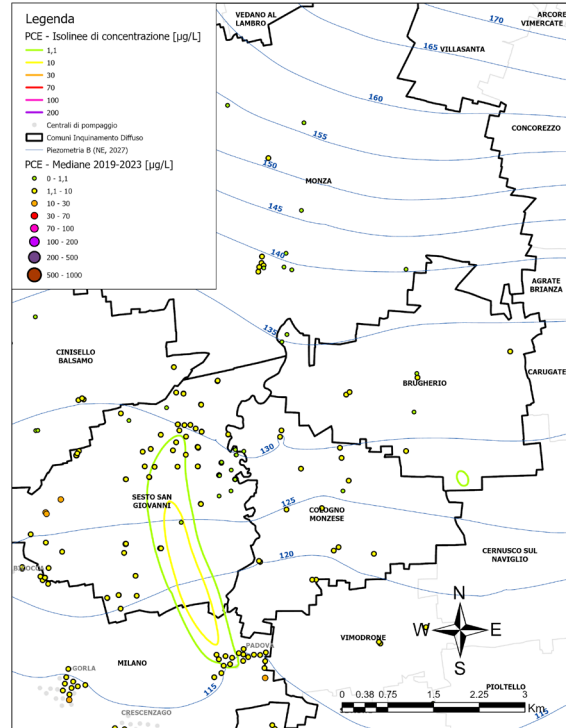 Legenda
PCE - Isolinee di concentrazione [µg/L]
1,1
10
30
70
100
200
Centrali di pompaggio
Comuni Inquinamento Diffuso
Piezometria B (NE, 2027)
PCE - Mediane 2019-2023 [µg/L]
0 - 1,1
1,1 - 10
10 - 30
30 - 70
70 - 100
100 - 200
200 - 500
500 - 1000
VEDANO AL
LAMBRO
170
ARCORE
VIMERCATE
165
VILLASANTA
160
155
CONCOREZZO
150
MONZA
145
140
AGRATE
BRIANZA
135
CINISELLO
BALSAMO
BRUGHERIO
CARUGATE
130
SESTO SAN
GIOVANNI
125
COLOGNO
MONZESE
120
CERNUSCO SUL
NAVIGLIO
BICOCCA
N
W
E
S
VIMODRONE
PADOVA
MILANO
GORLA
115
115
PIOLTELLO
CRESCENZAGO
0 0.38 0.75 1.5 2.25 3
Km